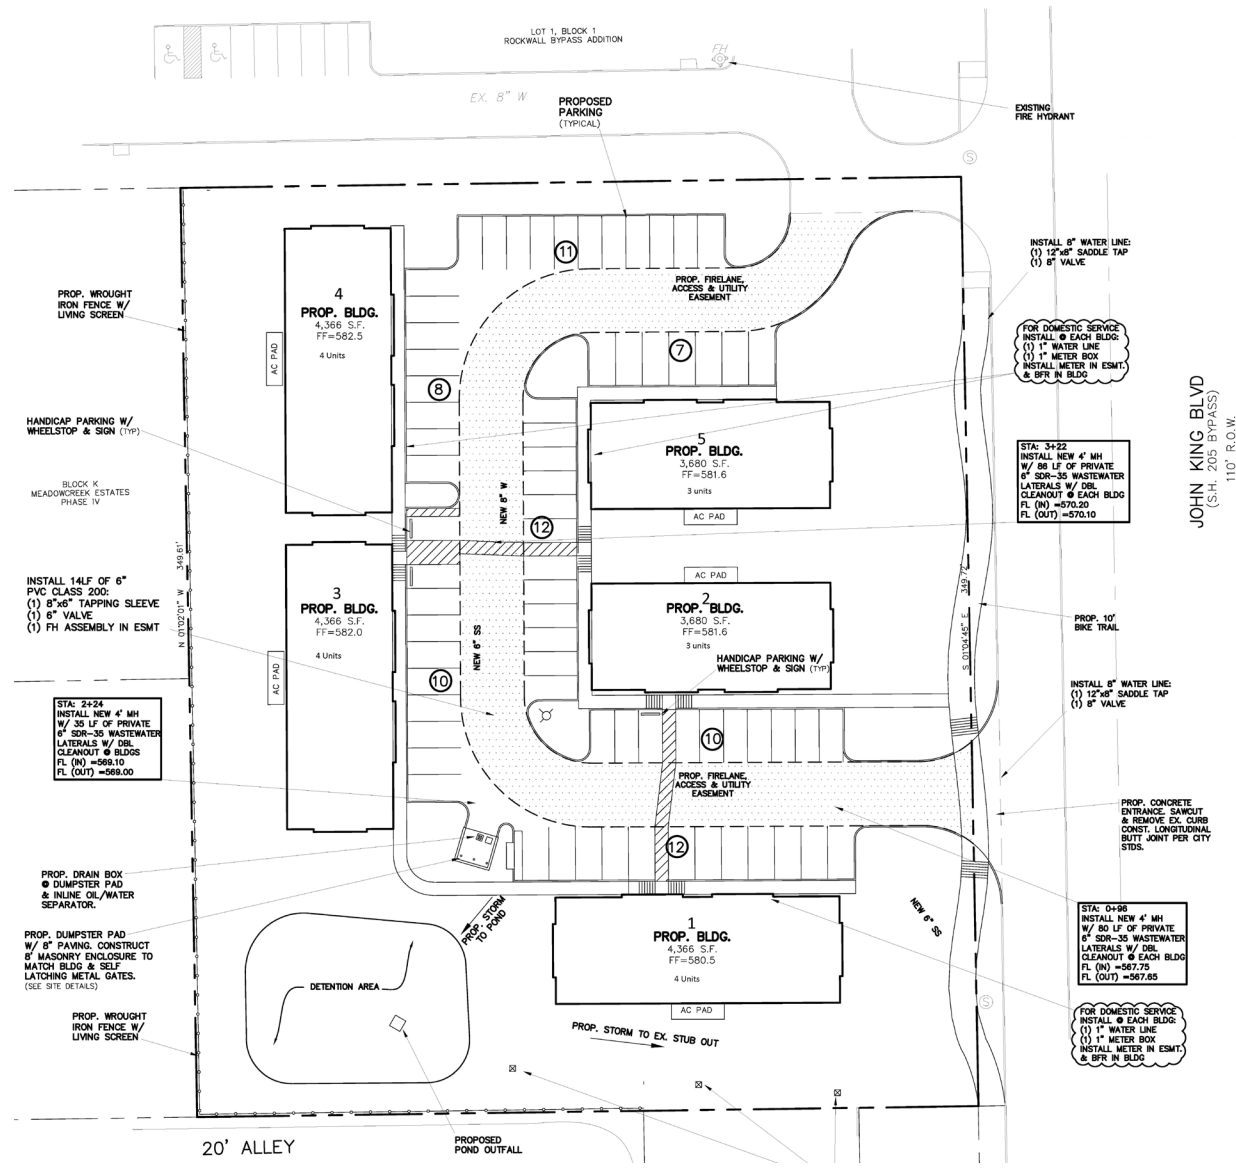 LOT 1, BLOCK 1
ROCKWALL BYPASS ADDITION
FH
EX. 8" W
PROPOSED
PARKING
(TYPICAL)
EXISTING
FIRE HYDRANT
S
11
INSTALL 8" WATER LINE:
(1) 12"x8" SADDLE TAP
(1) 8" VALVE
PROP. FIRELANE,
ACCESS & UTILITY
EASEMENT
PROP. WROUGHT
IRON FENCE W/
LIVING SCREEN
4
PROP. BLDG.
4,366 S.F.
FF=582.5
4 Units
AC PAD
7
8
FOR DOMESTIC SERVICE
INSTALL @ EACH BLDG:
(1) 1" WATER LINE
(1) 1" METER BOX
INSTALL METER IN ESMT.
& BFR IN BLDG
JOHN KING BLVD
(S.H. 205 BYPASS)
110' R.O.W.
HANDICAP PARKING W/
WHEELSTOP & SIGN (TYP)
5
PROP. BLDG.
3,680 S.F.
FF=581.6
3 units
AC PAD
STA: 3+22
INSTALL NEW 4' MH
W/ 86 LF OF PRIVATE
6" SDR-35 WASTEWATER
LATERALS W/ DBL
CLEANOUT @ EACH BLDG
FL (IN) =570.20
FL (OUT) =570.10
BLOCK K
MEADOWCREEK ESTATES
PHASE IV
NEW 8" W
12
N 01°02'01" W 349.61'
INSTALL 14LF OF 6"
PVC CLASS 200:
(1) 8"x6" TAPPING SLEEVE
(1) 6" VALVE
(1) FH ASSEMBLY IN ESMT
3
PROP. BLDG.
4,366 S.F.
FF=582.0
4 Units
AC PAD
AC PAD
2
PROP. BLDG.
3,680 S.F.
FF=581.6
3 units
S 01°04'45" E 349.72'
PROP. 10'
BIKE TRAIL
NEW 6" SS
HANDICAP PARKING W/
WHEELSTOP & SIGN (TYP)
10
INSTALL 8" WATER LINE:
(1) 12"x8" SADDLE TAP
(1) 8" VALVE
STA: 2+24
INSTALL NEW 4' MH
W/ 35 LF OF PRIVATE
6" SDR-35 WASTEWATER
LATERALS W/ DBL
CLEANOUT @ BLDGS
FL (IN) =569.10
FL (OUT) =569.00
10
PROP. FIRELANE,
ACCESS & UTILITY
EASEMENT
PROP. CONCRETE
ENTRANCE. SAWCUT
& REMOVE EX. CURB
CONST. LONGITUDINAL
BUTT JOINT PER CITY
STDS.
12
PROP. DRAIN BOX
@ DUMPSTER PAD
& INLINE OIL/WATER
SEPARATOR.
PROP. STORM
TO POND
NEW 6" SS
STA: 0+96
INSTALL NEW 4' MH
W/ 80 LF OF PRIVATE
6" SDR-35 WASTEWATER
LATERALS W/ DBL
CLEANOUT @ EACH BLDG
FL (IN) =567.75
FL (OUT) =567.65
PROP. DUMPSTER PAD
W/ 8" PAVING. CONSTRUCT
8' MASONRY ENCLOSURE TO
MATCH BLDG & SELF
LATCHING METAL GATES.
(SEE SITE DETAILS)
1
PROP. BLDG.
4,366 S.F.
FF=580.5
4 Units
AC PAD
DETENTION AREA
S
FOR DOMESTIC SERVICE
INSTALL @ EACH BLDG:
(1) 1" WATER LINE
(1) 1" METER BOX
INSTALL METER IN ESMT.
& BFR IN BLDG
PROP. WROUGHT
IRON FENCE W/
LIVING SCREEN
PROP. STORM TO EX. STUB OUT
20' ALLEY
PROPOSED
POND OUTFALL